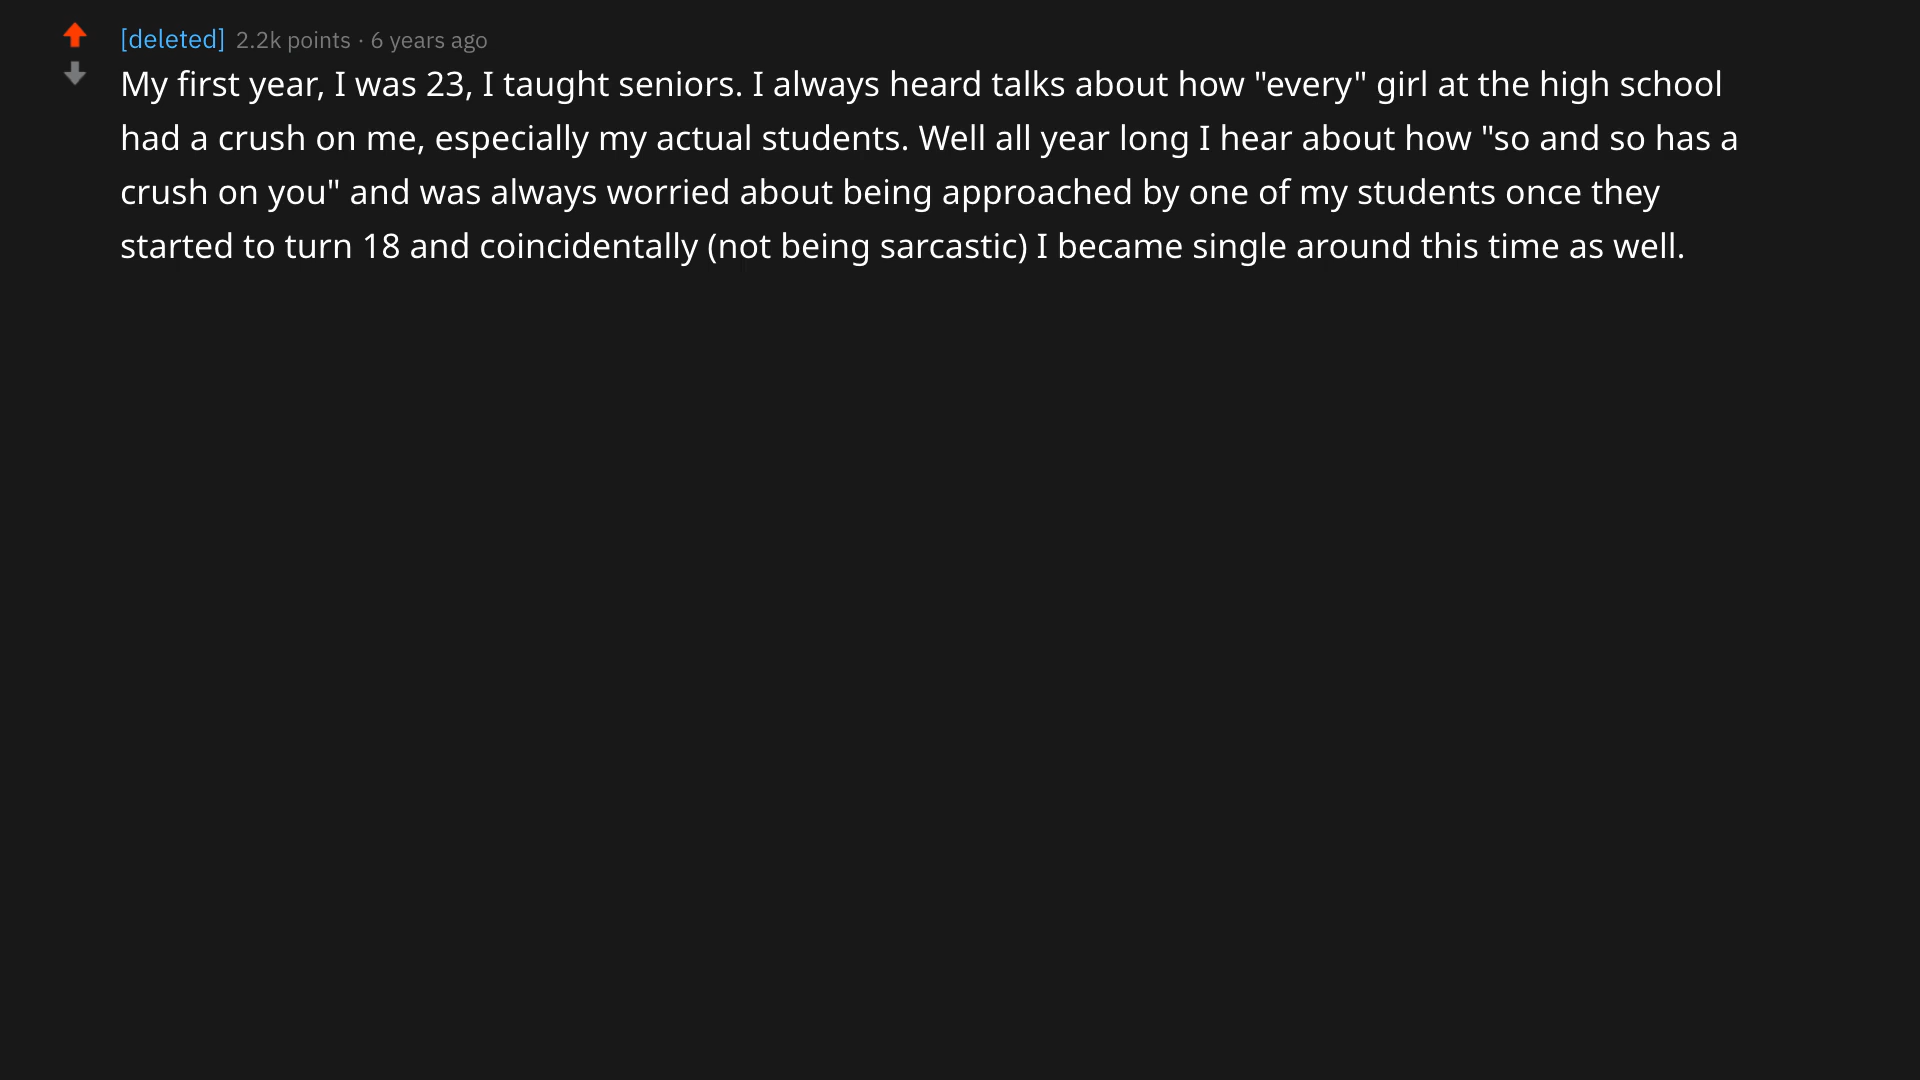 [deleted] 2.2k points · 6 years ago
My first year, I was 23, I taught seniors. I always heard talks about how "every" girl at the high school
had a crush on me, especially my actual students. Well all year long I hear about how "so and so has a
crush on you" and was always worried about being approached by one of my students once they
started to turn 18 and coincidentally (not being sarcastic) I became single around this time as well.